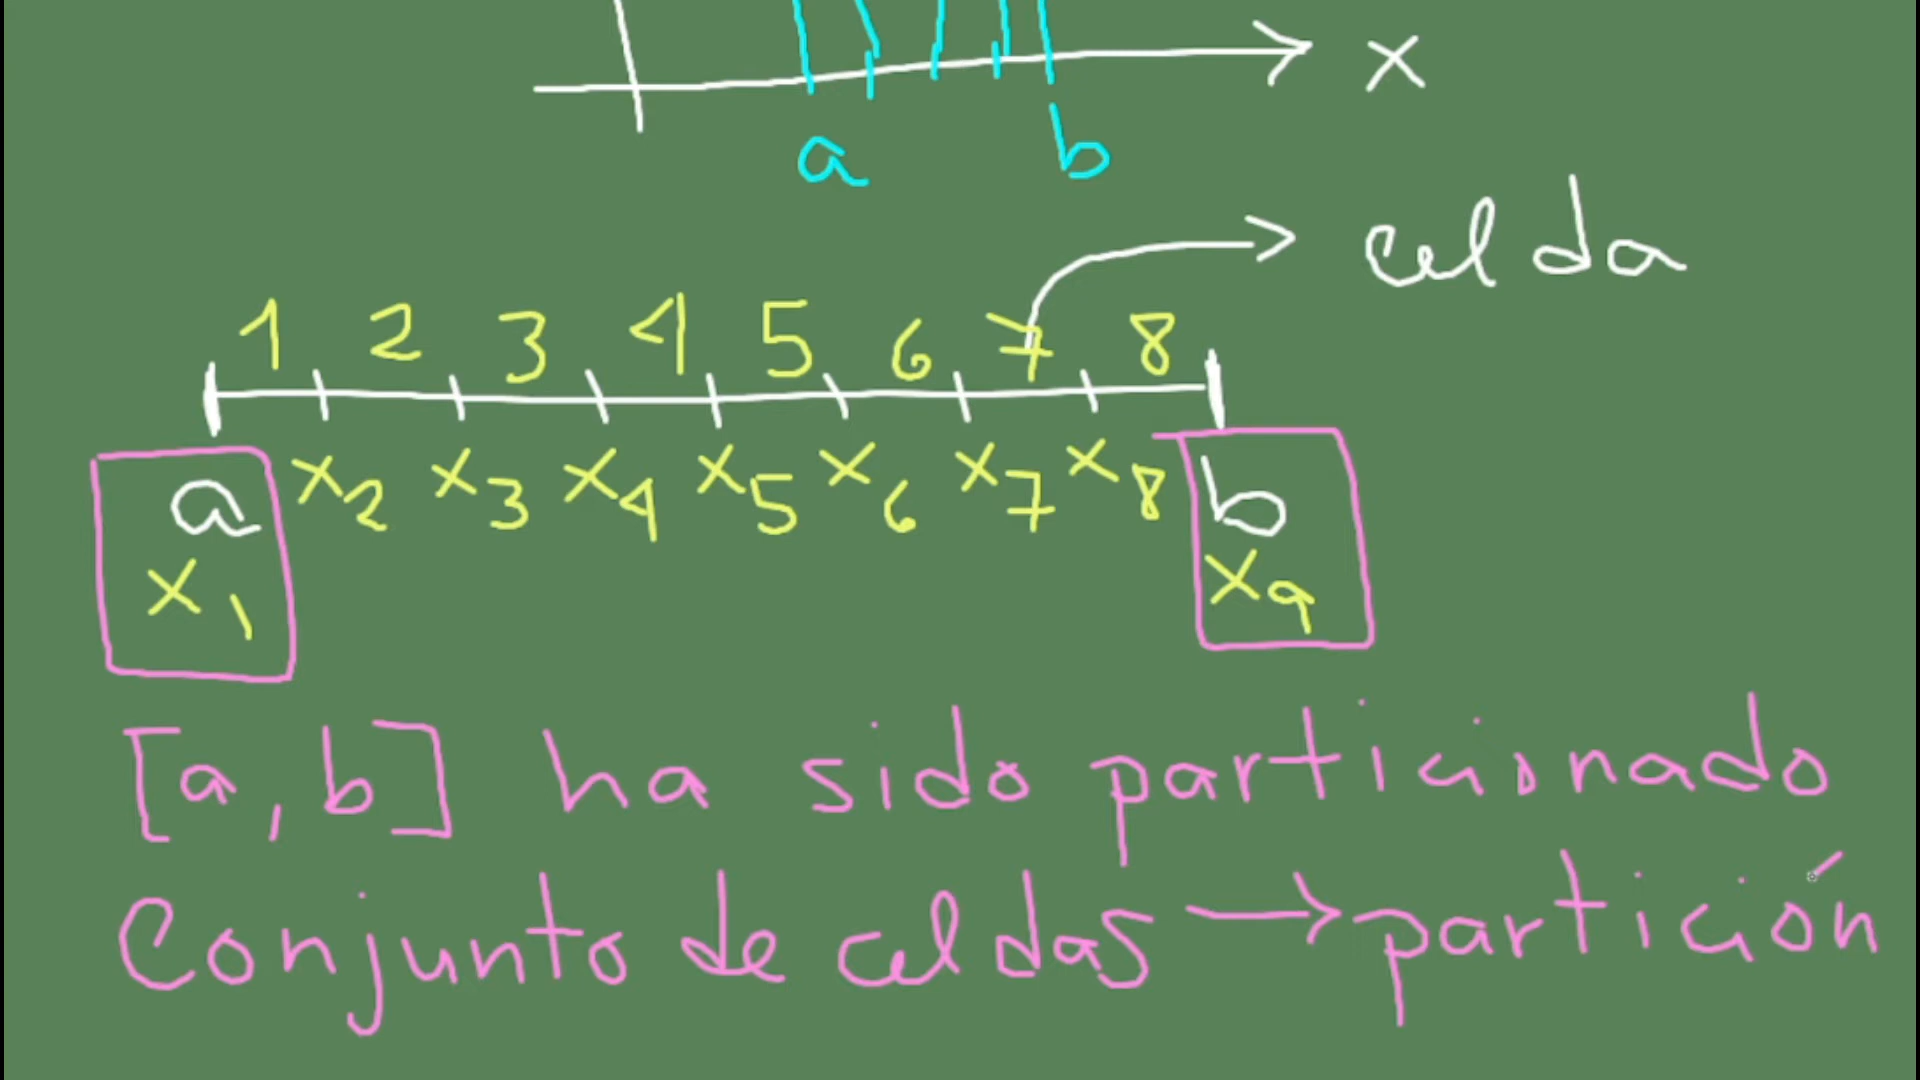 x
a b
celda
1 2 3 4 5 6 7 8
a x2 x3 x4 x5 x6 x7 x8 b
x1 x9
[a, b] ha sido particionado
Conjunto de celdas → partición